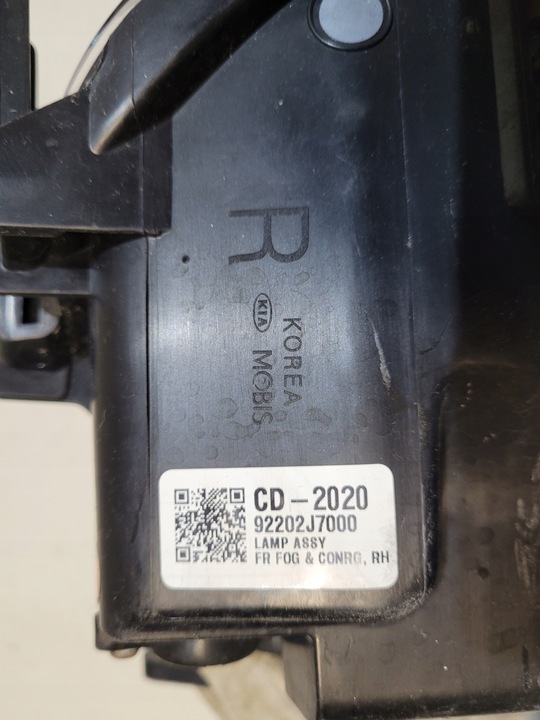 R
KIA KOREA
MOBIS
CD-2020
92202J7000
LAMP ASSY
FR FOG & CONRG, RH